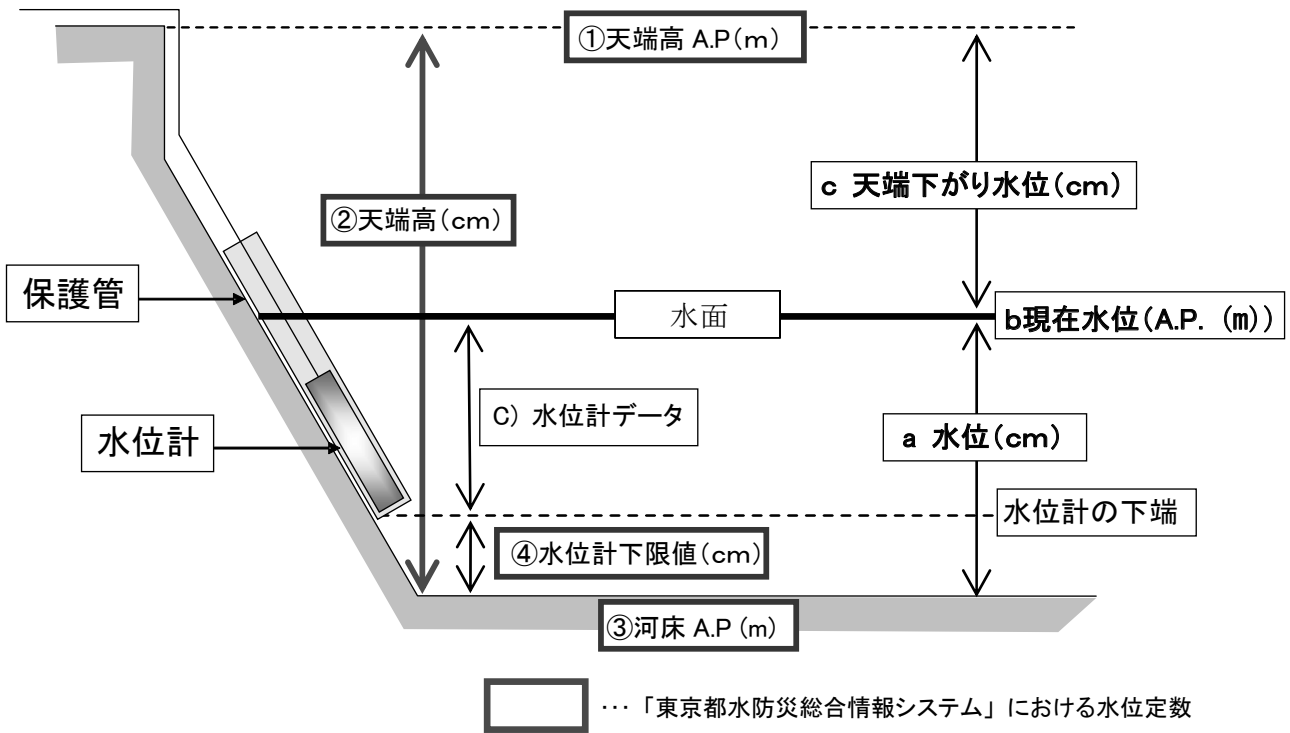 ①天端高 A.P(m)
c 天端下がり水位(cm)
②天端高(cm)
保護管
水面
b現在水位(A.P. (m))
C) 水位計データ
水位計
a 水位(cm)
水位計の下端
④水位計下限値(cm)
③河床 A.P (m)
… 「東京都水防災総合情報システム」 における水位定数